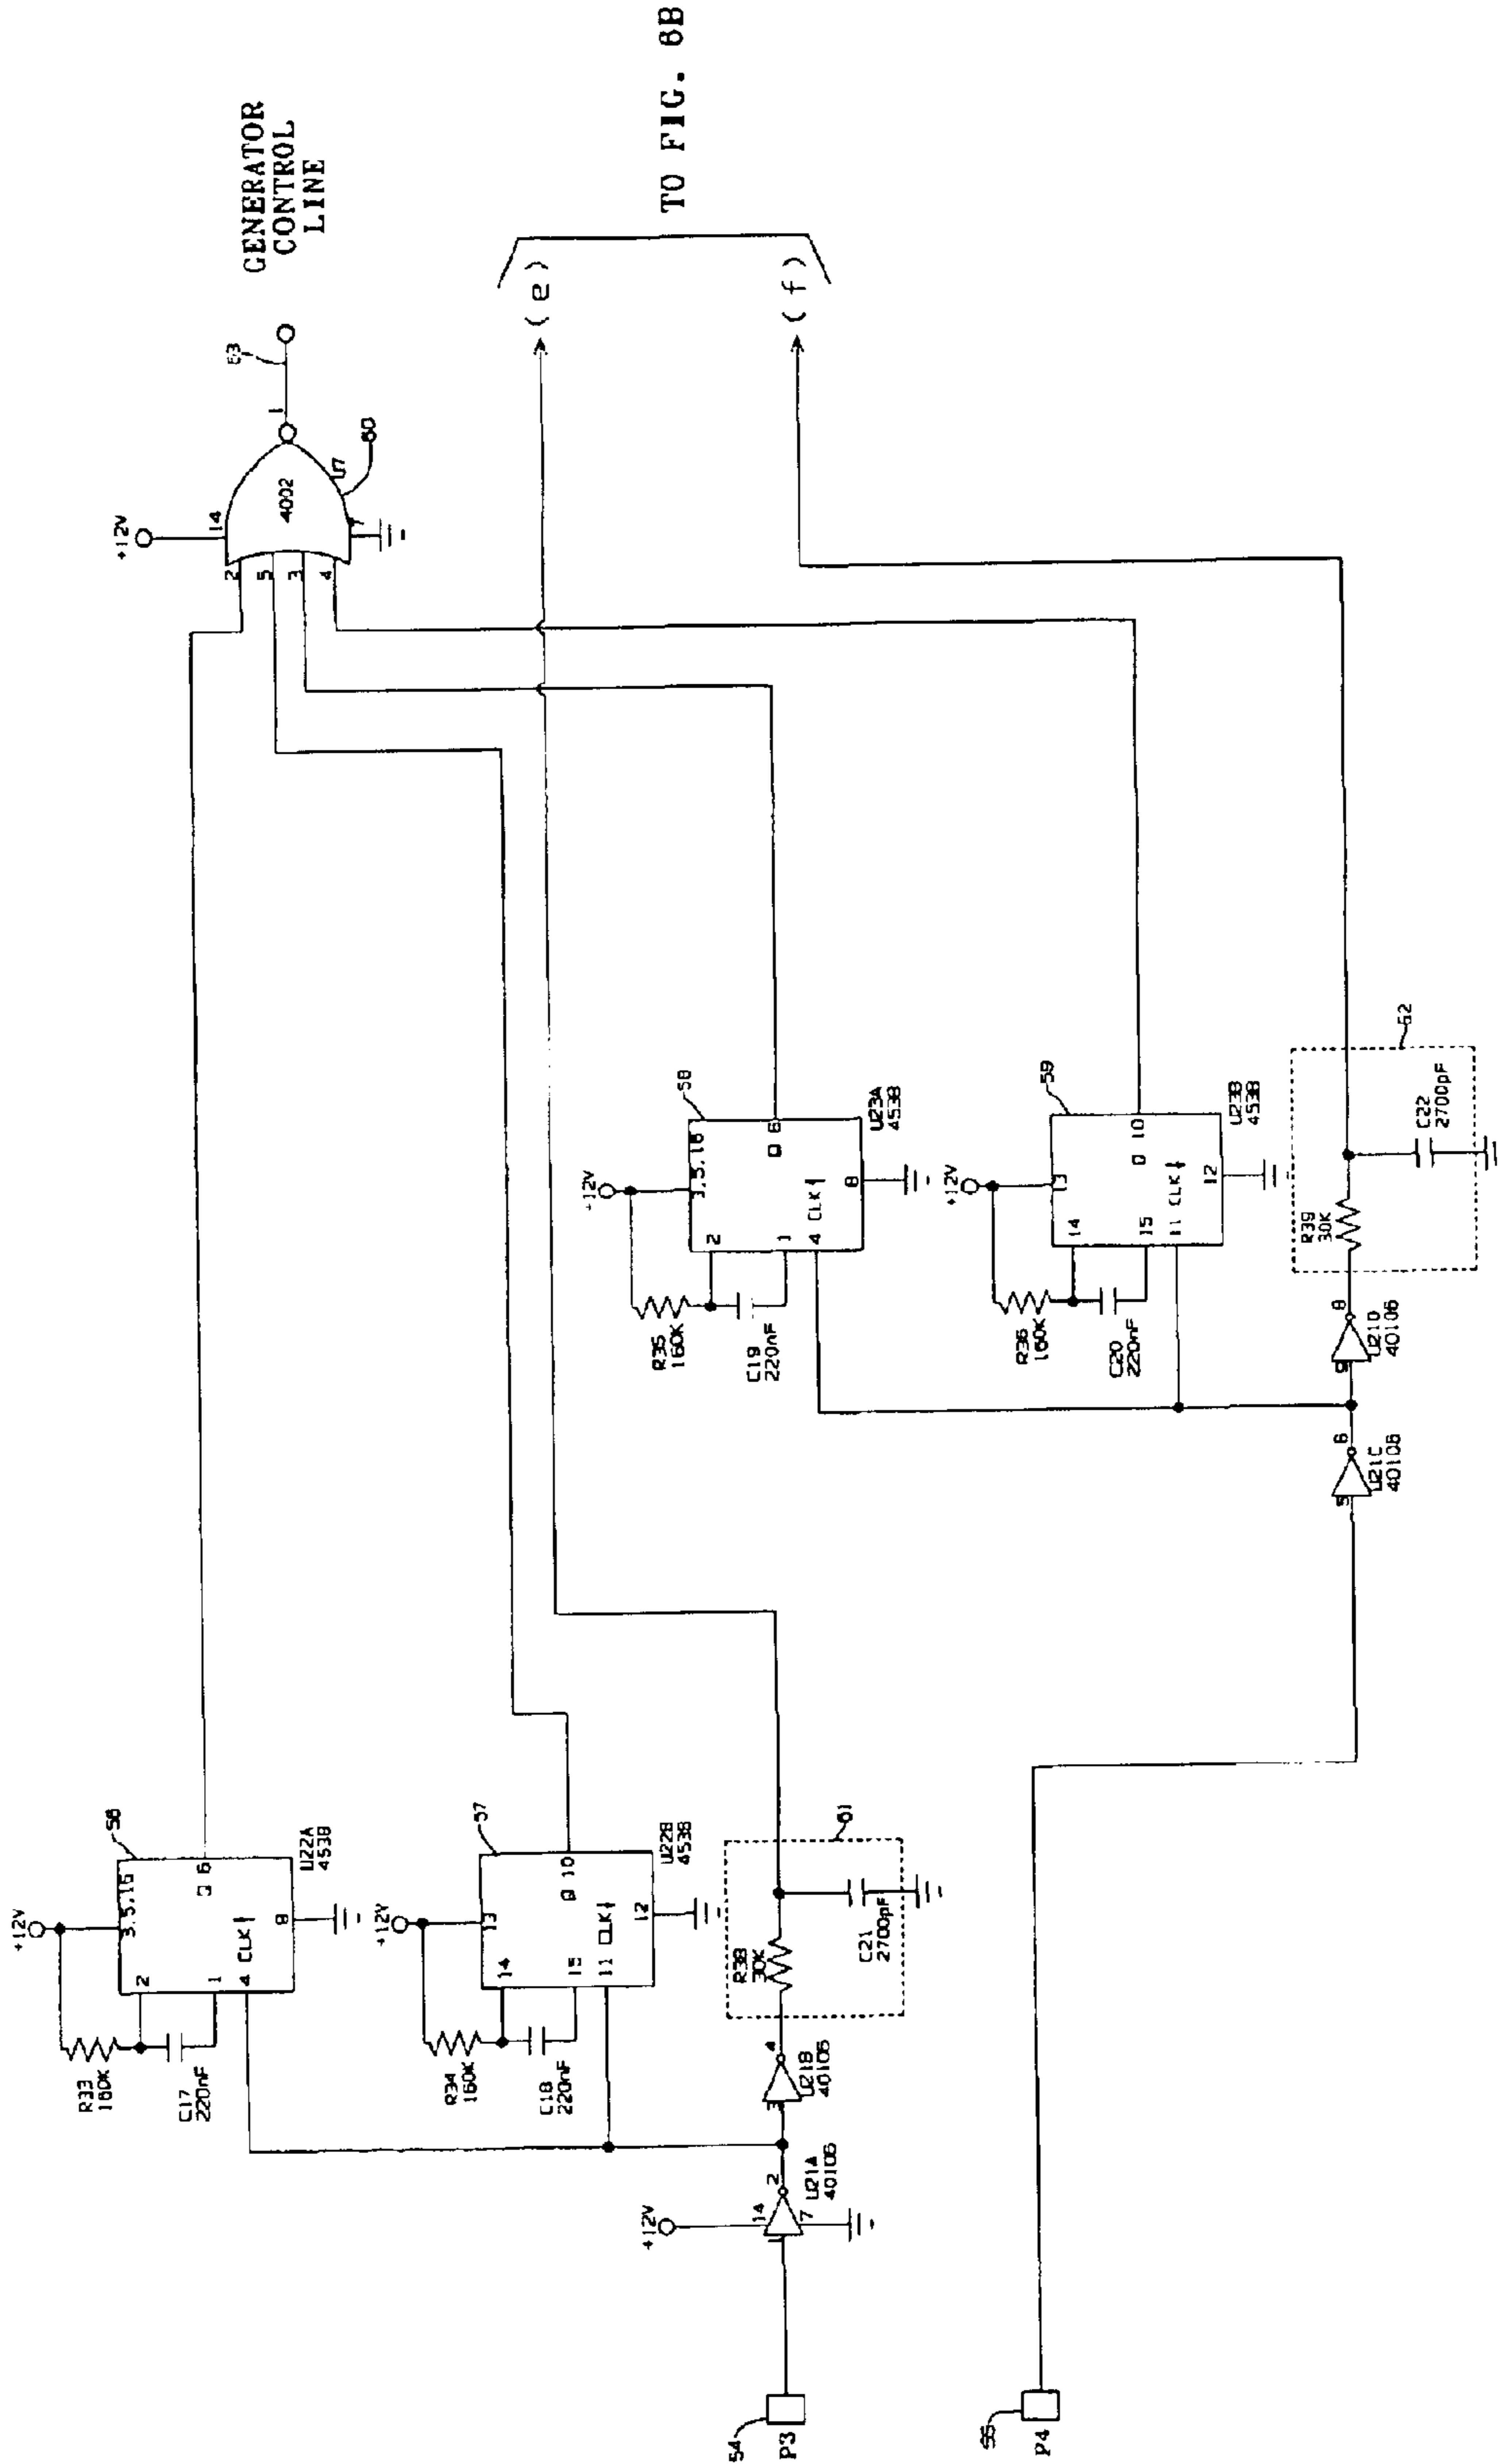 GENERATOR
CONTROL
LINE
TO FIG. 6B
(e)
(f)
+12V
14
2
5
3
4
4002
U7
60
7
1
63
+12V
56
3,5,16
2
1
4
CLK
Q 6
8
U22A
4538
R33
160K
C17
220nF
+12V
57
13
14
15
11 CLK
Q 10
12
U22B
4538
R34
160K
C18
220nF
+12V
58
3,5,16
2
1
4 CLK
Q 6
8
U23A
4538
R35
160K
C19
220nF
+12V
59
13
14
15
11 CLK
Q 10
12
U23B
4538
R36
160K
C20
220nF
+12V
14
1
2
7
U21A
40106
3
4
U21B
40106
61
R38
30K
C21
2700pF
5
6
U21C
40106
9
8
U21D
40106
62
R39
30K
C22
2700pF
54
P3
55
P4